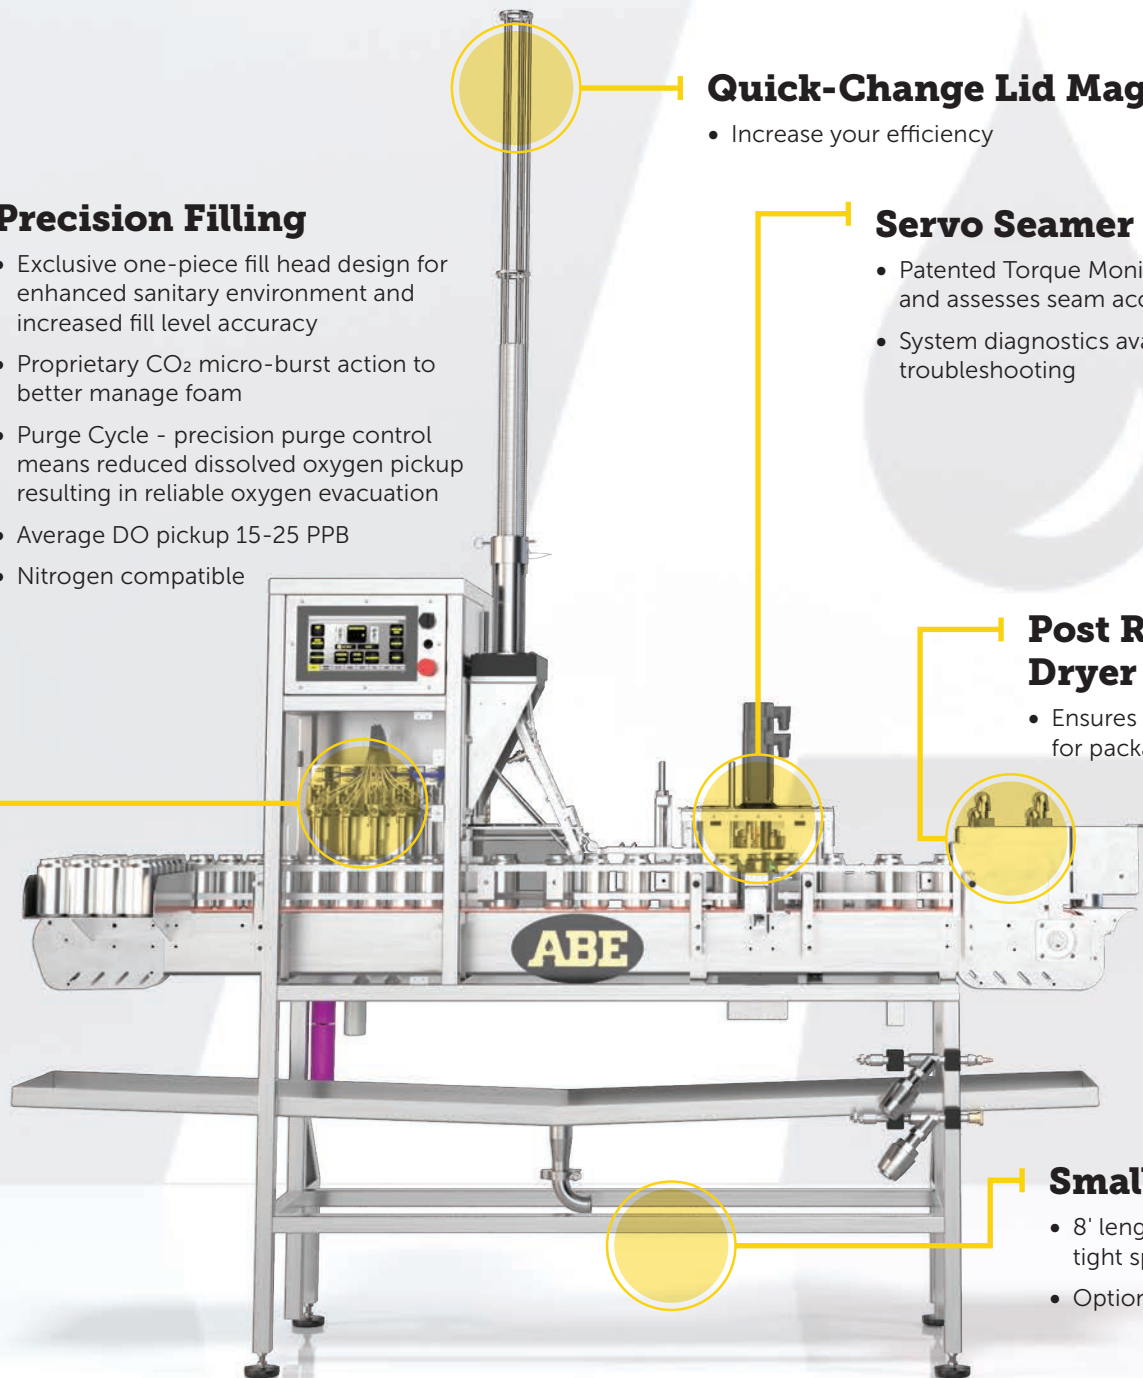 Quick-Change Lid Mag
• Increase your efficiency
Precision Filling
• Exclusive one-piece fill head design for
enhanced sanitary environment and
increased fill level accuracy
• Proprietary CO₂ micro-burst action to
better manage foam
• Purge Cycle - precision purge control
means reduced dissolved oxygen pickup
resulting in reliable oxygen evacuation
• Average DO pickup 15-25 PPB
• Nitrogen compatible
Servo Seamer
• Patented Torque Moni
and assesses seam acc
• System diagnostics ava
troubleshooting
Post R
Dryer
• Ensures
for packa
ABE
Small
• 8' leng
tight sp
• Option